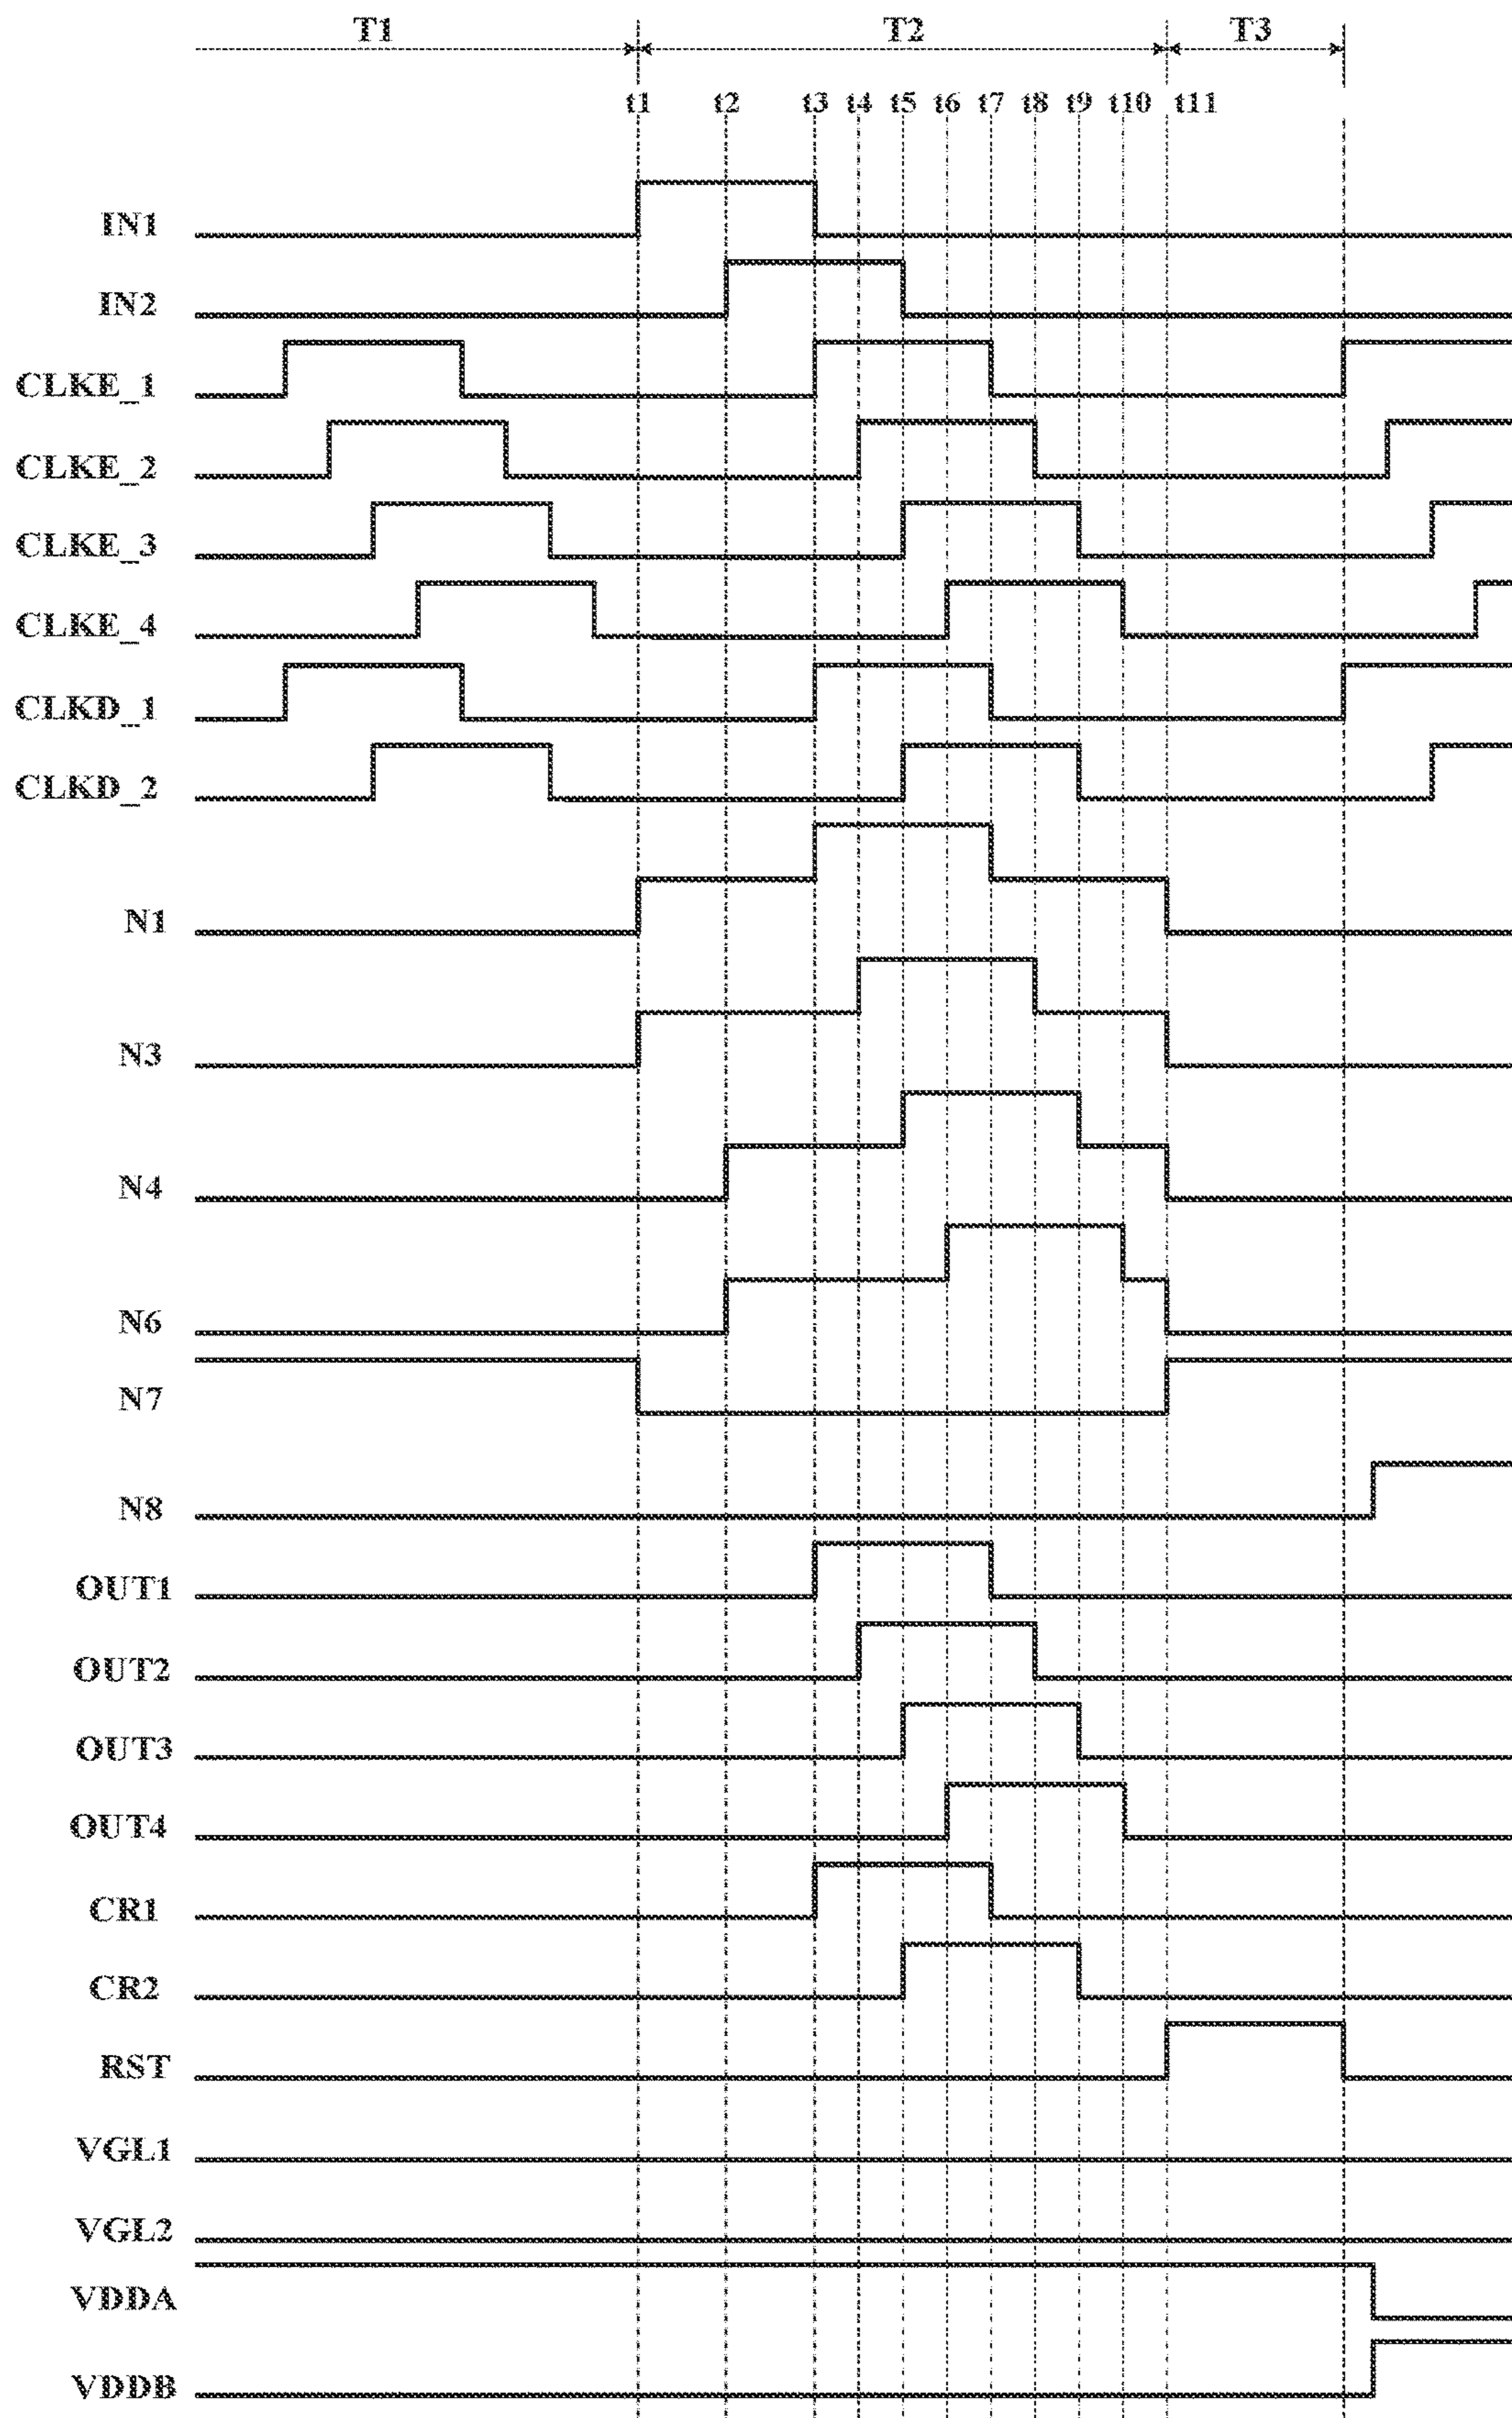 T1 T2 T3
t1 t2 t3 t4 t5 t6 t7 t8 t9 t10 t11
IN1
IN2
CLKE_1
CLKE_2
CLKE_3
CLKE_4
CLKD_1
CLKD_2
N1
N3
N4
N6
N7
N8
OUT1
OUT2
OUT3
OUT4
CR1
CR2
RST
VGL1
VGL2
VDDA
VDDB